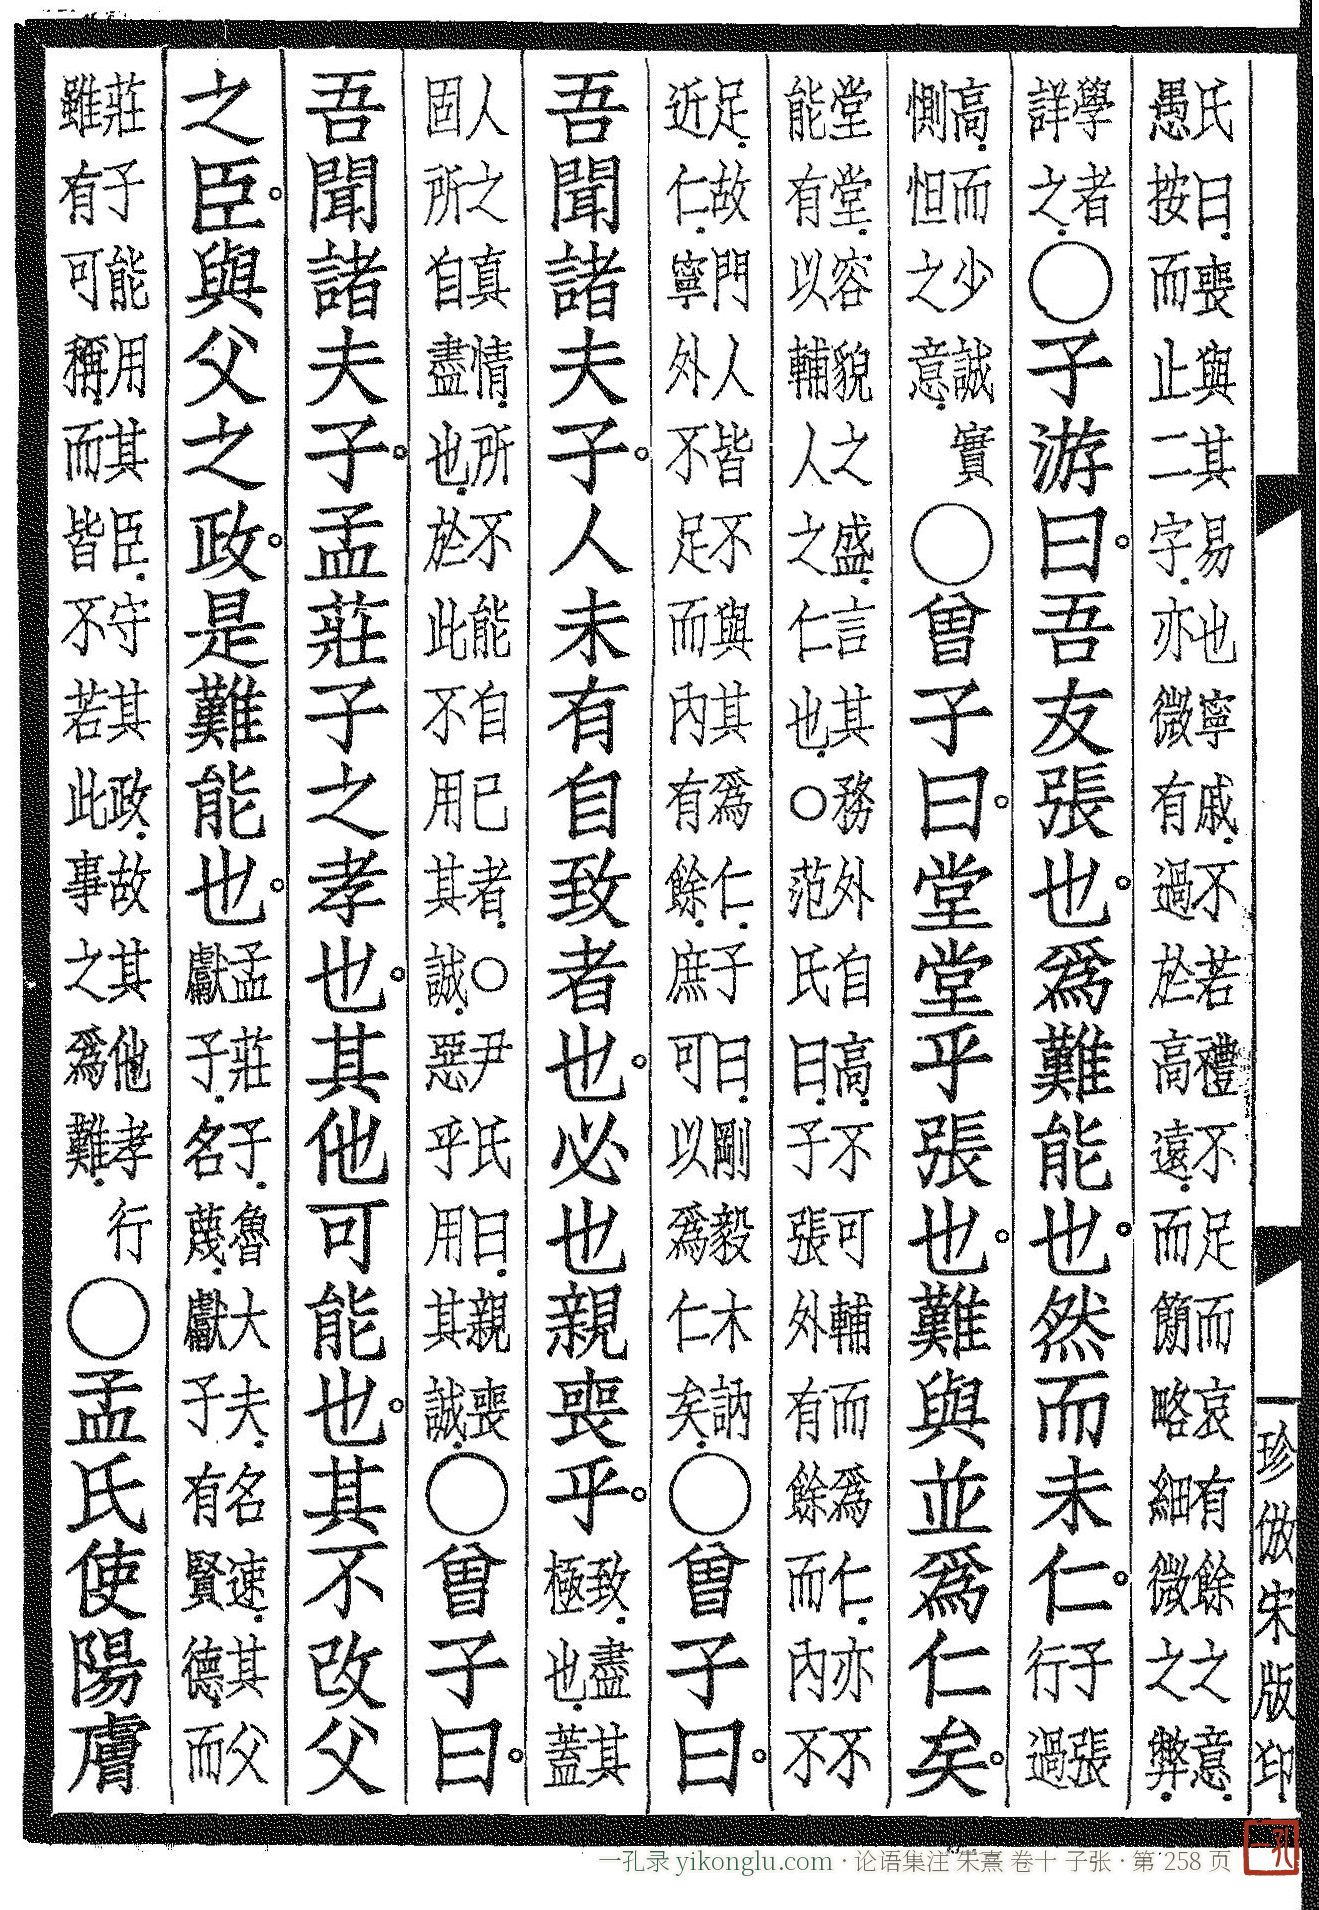 珍倣宋版印
氏曰。喪與其易也寧戚。不若禮不足而哀有餘之意。
愚按而止二字。亦微有過於高遠。而簡略細微之弊。
學者詳之。○子游曰。吾友張也。爲難能也。然而未仁。子張行過
高。而少誠實惻怛之意。○曾子曰。堂堂乎張也。難與並爲仁矣。
堂堂。容貌之盛。言其務外自高。不可輔而爲仁。亦不
能有以輔人之仁也。○范氏曰。子張外有餘而內不
足。故門人皆不與其爲仁。子曰。剛毅木訥近仁。寧外不足而內有餘。庶可以爲仁矣。○曾子曰。
吾聞諸夫子。人未有自致者也。必也親喪乎。致。盡其極也。蓋
人之真情。所不能自已者。○尹氏曰。親喪固所自盡也。於此不用其誠。惡乎用其誠。○曾子曰。
吾聞諸夫子。孟莊子之孝也。其他可能也。其不改父
之臣。與父之政。是難能也。孟莊子。魯大夫。名速。其父獻子。名蔑。獻子有賢德。而
莊子能用其臣。守其政。故其他孝行雖有可稱。而皆不若此事之爲難。○孟氏使陽膚
一孔录 yikonglu.com · 论语集注 朱熹 卷十 子张 · 第 258 页
一孔